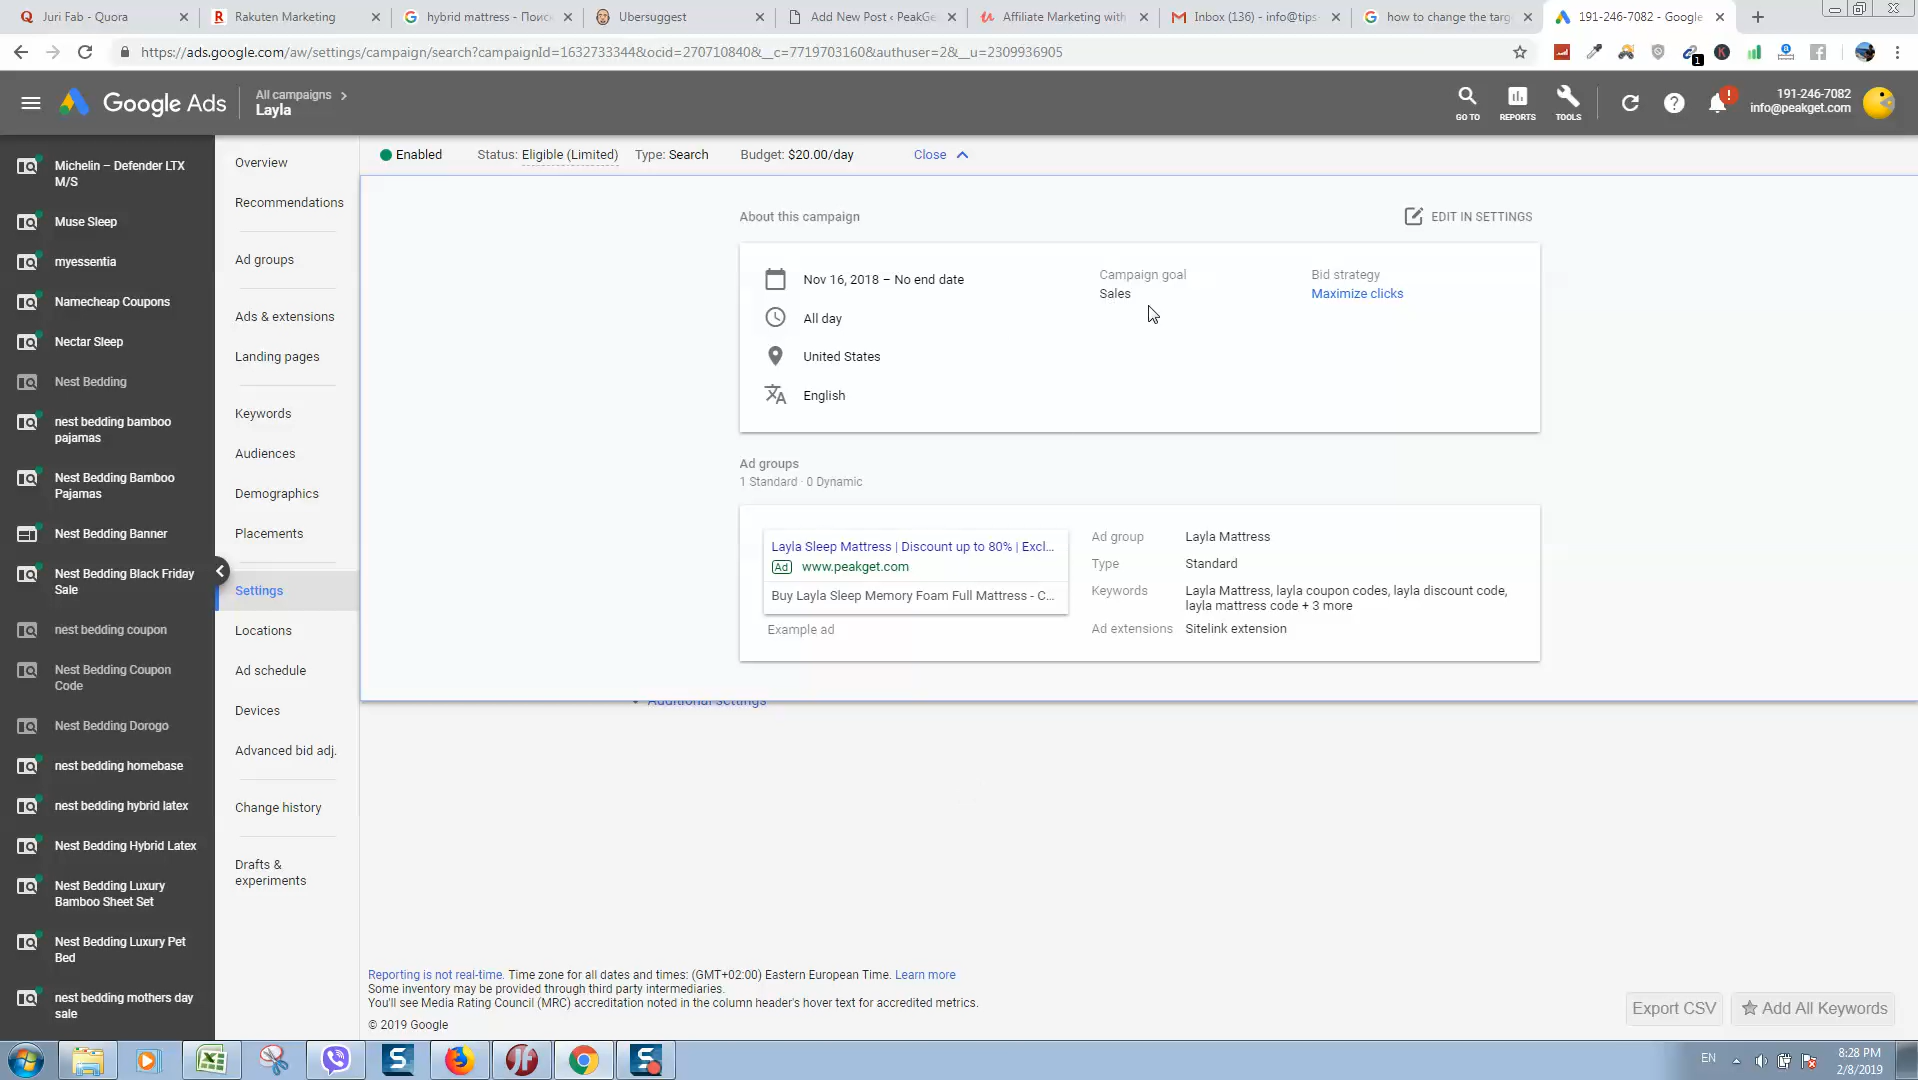 Juri Fab - Quora
Rakuten Marketing
hybrid mattress - Поис
Ubersuggest
Add New Post ‹ PeakGe
Affiliate Marketing with
Inbox (136) - info@tips
how to change the targ
191-246-7082 - Google
https://ads.google.com/aw/settings/campaign/search?campaignId=1632733344&ocid=270710840&__c=7719703160&authuser=2&__u=2309936905
1
Google Ads
All campaigns
Layla
GO TO
REPORTS
TOOLS
191-246-7082
info@peakget.com
Michelin – Defender LTX
M/S
Muse Sleep
myessentia
Namecheap Coupons
Nectar Sleep
Nest Bedding
nest bedding bamboo
pajamas
Nest Bedding Bamboo
Pajamas
Nest Bedding Banner
Nest Bedding Black Friday
Sale
nest bedding coupon
Nest Bedding Coupon
Code
Nest Bedding Dorogo
nest bedding homebase
nest bedding hybrid latex
Nest Bedding Hybrid Latex
Nest Bedding Luxury
Bamboo Sheet Set
Nest Bedding Luxury Pet
Bed
nest bedding mothers day
sale
Overview
Recommendations
Ad groups
Ads & extensions
Landing pages
Keywords
Audiences
Demographics
Placements
Settings
Locations
Ad schedule
Devices
Advanced bid adj.
Change history
Drafts &
experiments
Enabled
Status: Eligible (Limited)
Type: Search
Budget: $20.00/day
Close
About this campaign
EDIT IN SETTINGS
Nov 16, 2018 – No end date
All day
United States
English
Campaign goal
Sales
Bid strategy
Maximize clicks
Ad groups
1 Standard · 0 Dynamic
Layla Sleep Mattress | Discount up to 80% | Excl...
Ad www.peakget.com
Buy Layla Sleep Memory Foam Full Mattress - C...
Example ad
Ad group Layla Mattress
Type Standard
Keywords Layla Mattress, layla coupon codes, layla discount code,
layla mattress code + 3 more
Ad extensions Sitelink extension
Additional settings
Reporting is not real-time. Time zone for all dates and times: (GMT+02:00) Eastern European Time. Learn more
Some inventory may be provided through third party intermediaries.
You'll see Media Rating Council (MRC) accreditation noted in the column header's hover text for accredited metrics.
© 2019 Google
Export CSV
Add All Keywords
EN
8:28 PM
2/8/2019